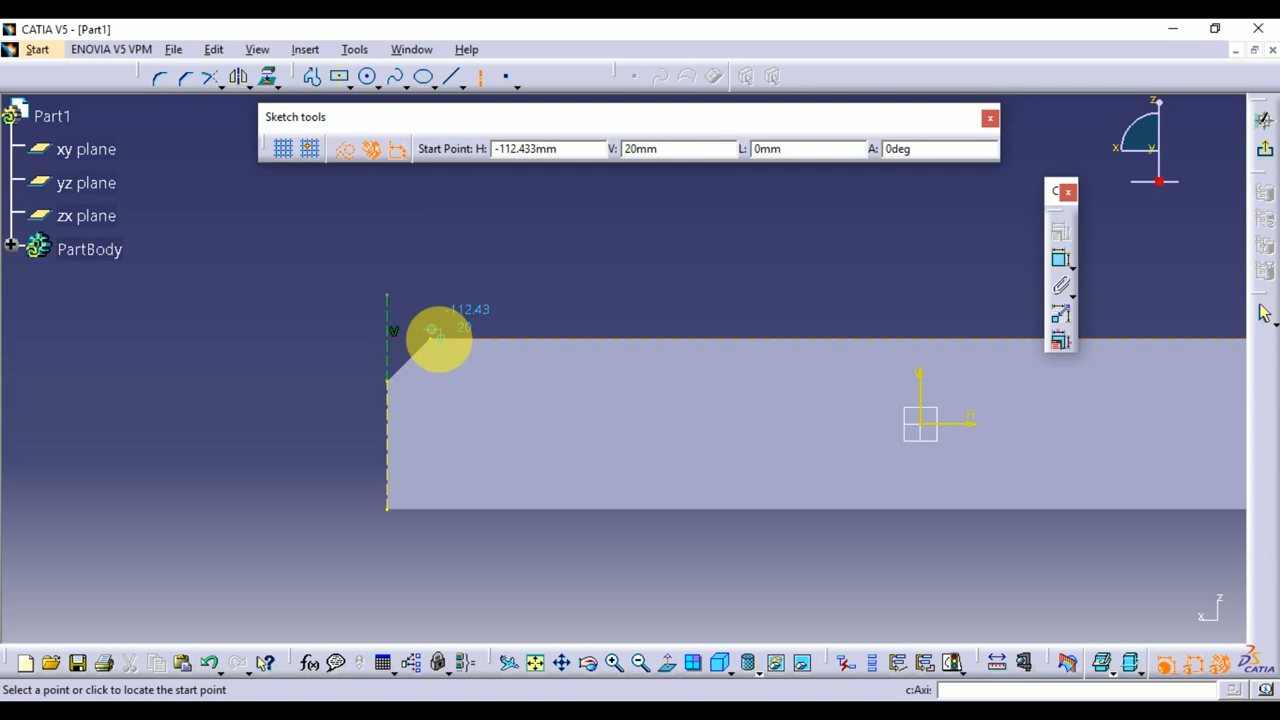 CATIA V5 - [Part1]
Start ENOVIA V5 VPM File Edit View Insert Tools Window Help
Sketch tools
Start Point: H: -112.433mm V: 20mm L: 0mm A: 0deg
Part1
xy plane
yz plane
zx plane
PartBody
z
x y
C
-112.43
20
V
H
z
x
f(x)
CATIA
Select a point or click to locate the start point
c:Axi: